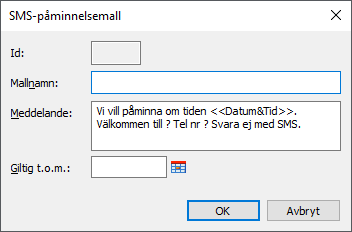 SMS-påminnelsemall
Id:
Mallnamn:
Meddelande:
Vi vill påminna om tiden <<Datum&Tid>>.
Välkommen till ? Tel nr ? Svara ej med SMS.
Giltig t.o.m.:
OK
Avbryt